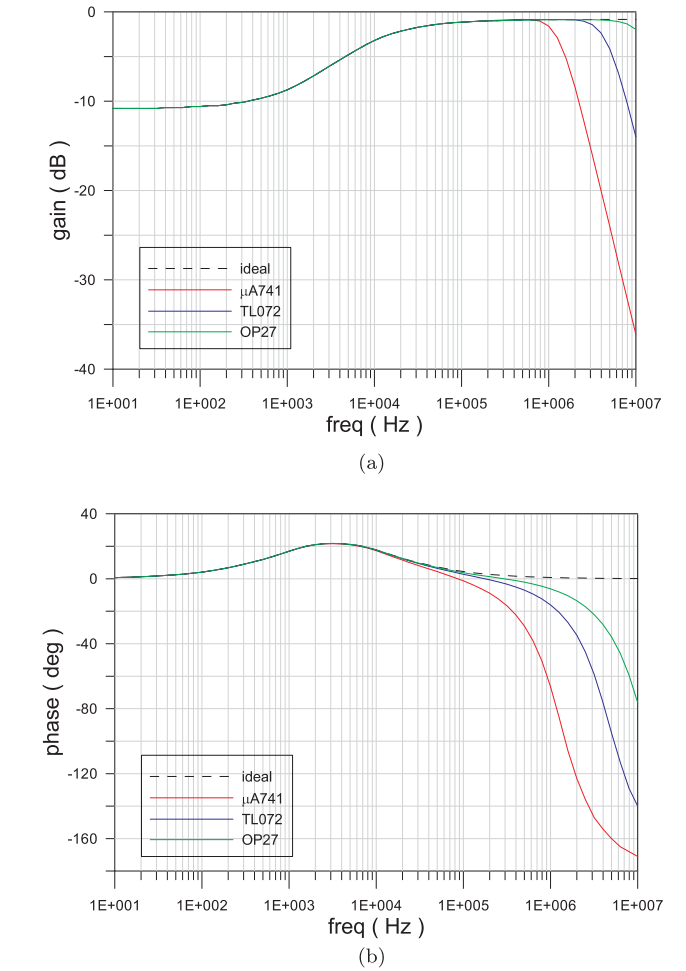 0
-10
-20
-30
-40
gain ( dB )
ideal
μA741
TL072
OP27
1E+001 1E+002 1E+003 1E+004 1E+005 1E+006 1E+007
freq ( Hz )
(a)
40
0
-40
-80
-120
-160
phase ( deg )
ideal
μA741
TL072
OP27
1E+001 1E+002 1E+003 1E+004 1E+005 1E+006 1E+007
freq ( Hz )
(b)